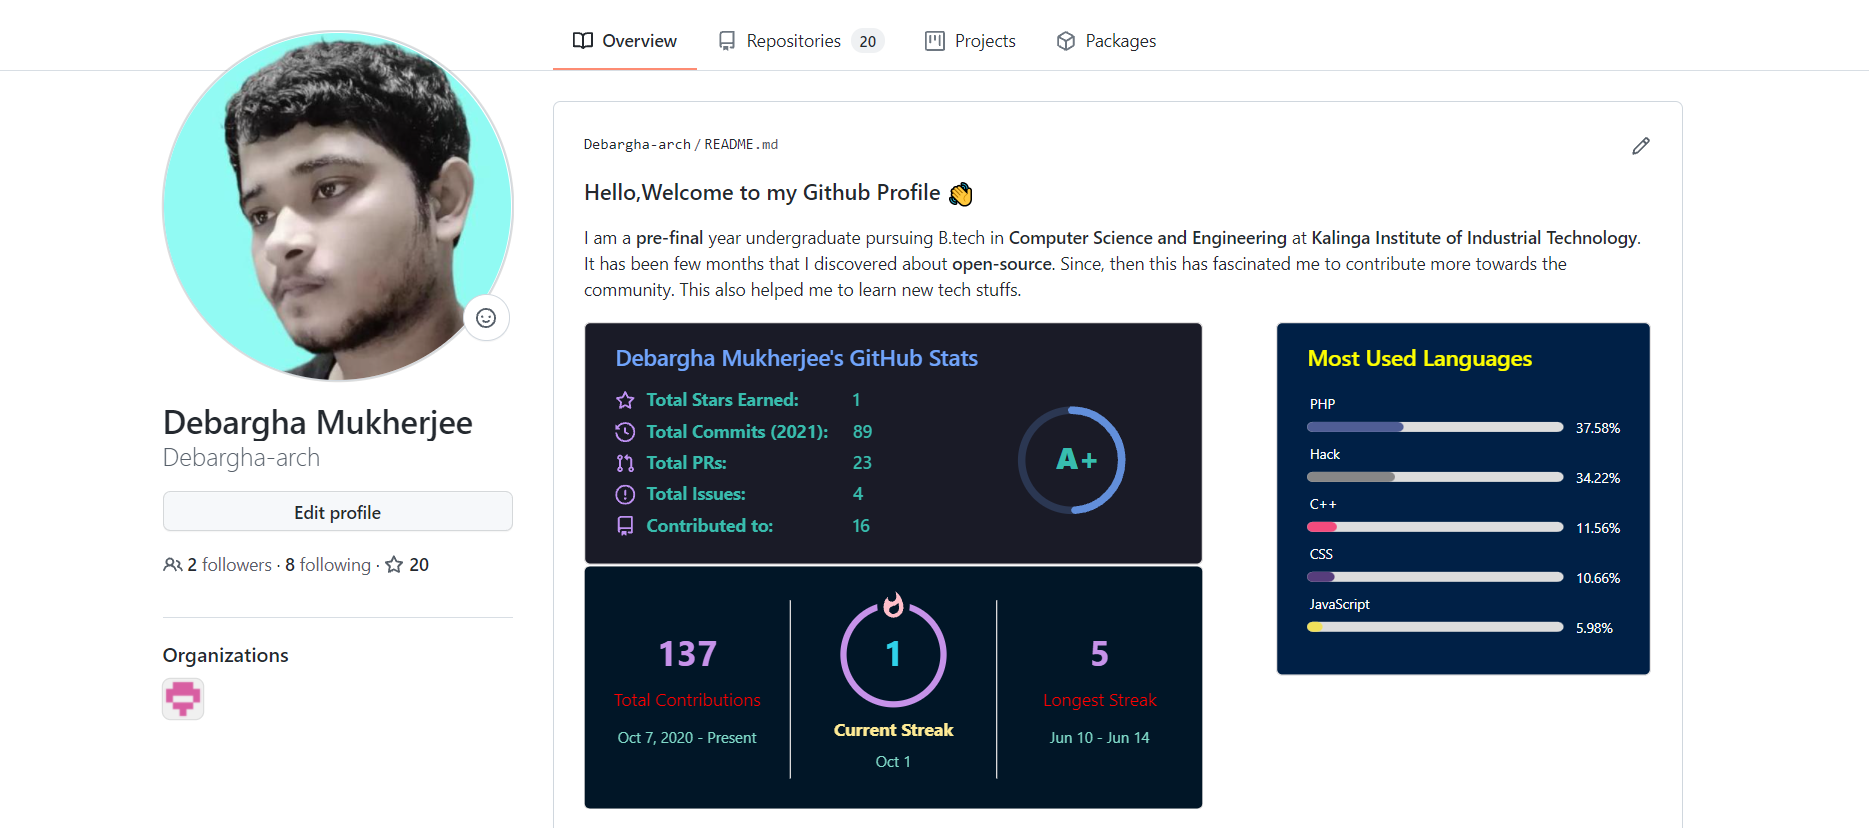 Overview
Repositories 20
Projects
Packages
Debargha Mukherjee
Debargha-arch
Edit profile
2 followers · 8 following · 20
Organizations
Debargha-arch / README.md
Hello,Welcome to my Github Profile 👋
I am a pre-final year undergraduate pursuing B.tech in Computer Science and Engineering at Kalinga Institute of Industrial Technology.
It has been few months that I discovered about open-source. Since, then this has fascinated me to contribute more towards the
community. This also helped me to learn new tech stuffs.
Debargha Mukherjee's GitHub Stats
Total Stars Earned: 1
Total Commits (2021): 89
Total PRs: 23
Total Issues: 4
Contributed to: 16
A+
137
Total Contributions
Oct 7, 2020 - Present
1
Current Streak
Oct 1
5
Longest Streak
Jun 10 - Jun 14
Most Used Languages
PHP
37.58%
Hack
34.22%
C++
11.56%
CSS
10.66%
JavaScript
5.98%